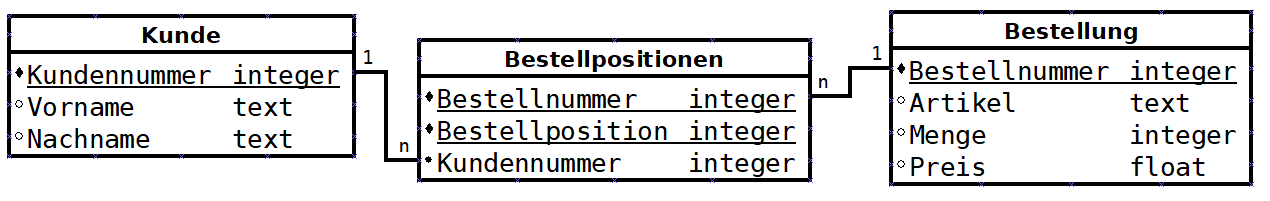 Kunde
Kundennummer integer
Vorname text
Nachname text
1
n
Bestellpositionen
Bestellnummer integer
Bestellposition integer
Kundennummer integer
n
1
Bestellung
Bestellnummer integer
Artikel text
Menge integer
Preis float